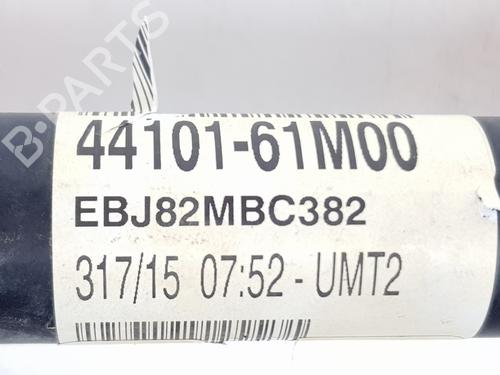 44101-61M00
EBJ82MBC382
317/15 07:52 - UMT2
B-PARTS